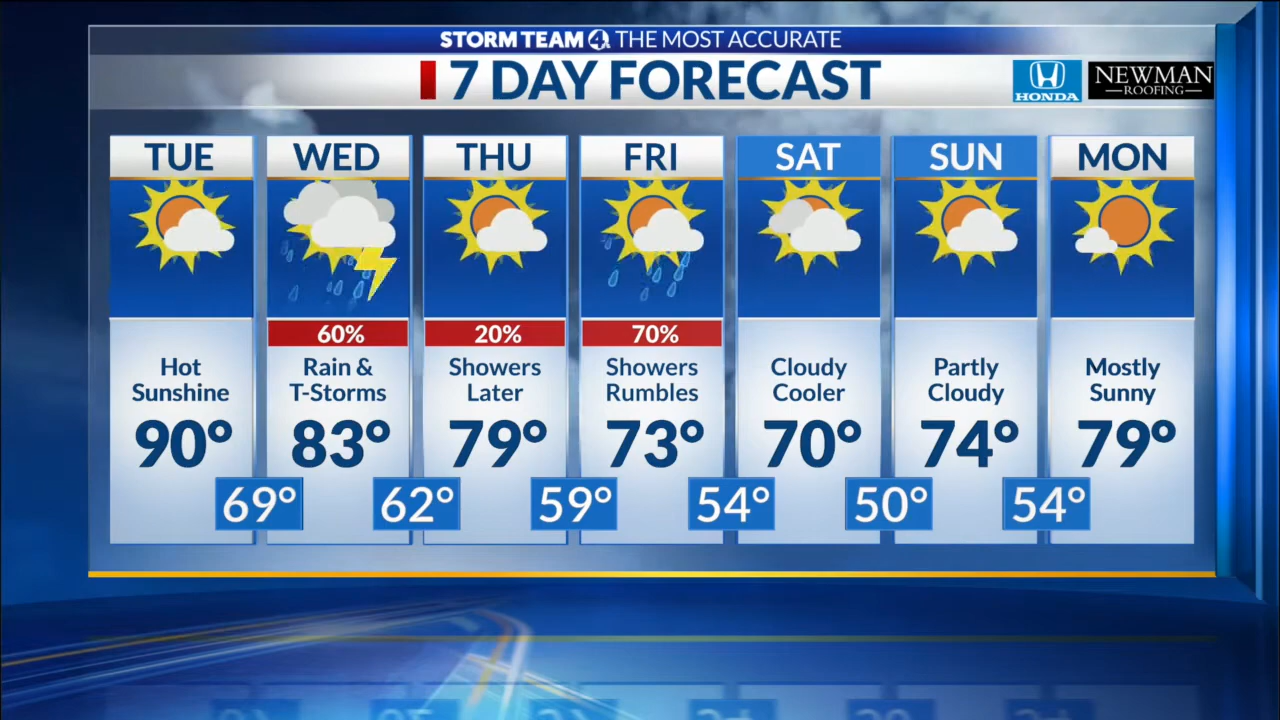 STORM TEAM 4 THE MOST ACCURATE
7 DAY FORECAST
HONDA
NEWMAN
ROOFING
TUE
Hot
Sunshine
90°
69°
WED
60%
Rain &
T-Storms
83°
62°
THU
20%
Showers
Later
79°
59°
FRI
70%
Showers
Rumbles
73°
54°
SAT
Cloudy
Cooler
70°
50°
SUN
Partly
Cloudy
74°
54°
MON
Mostly
Sunny
79°